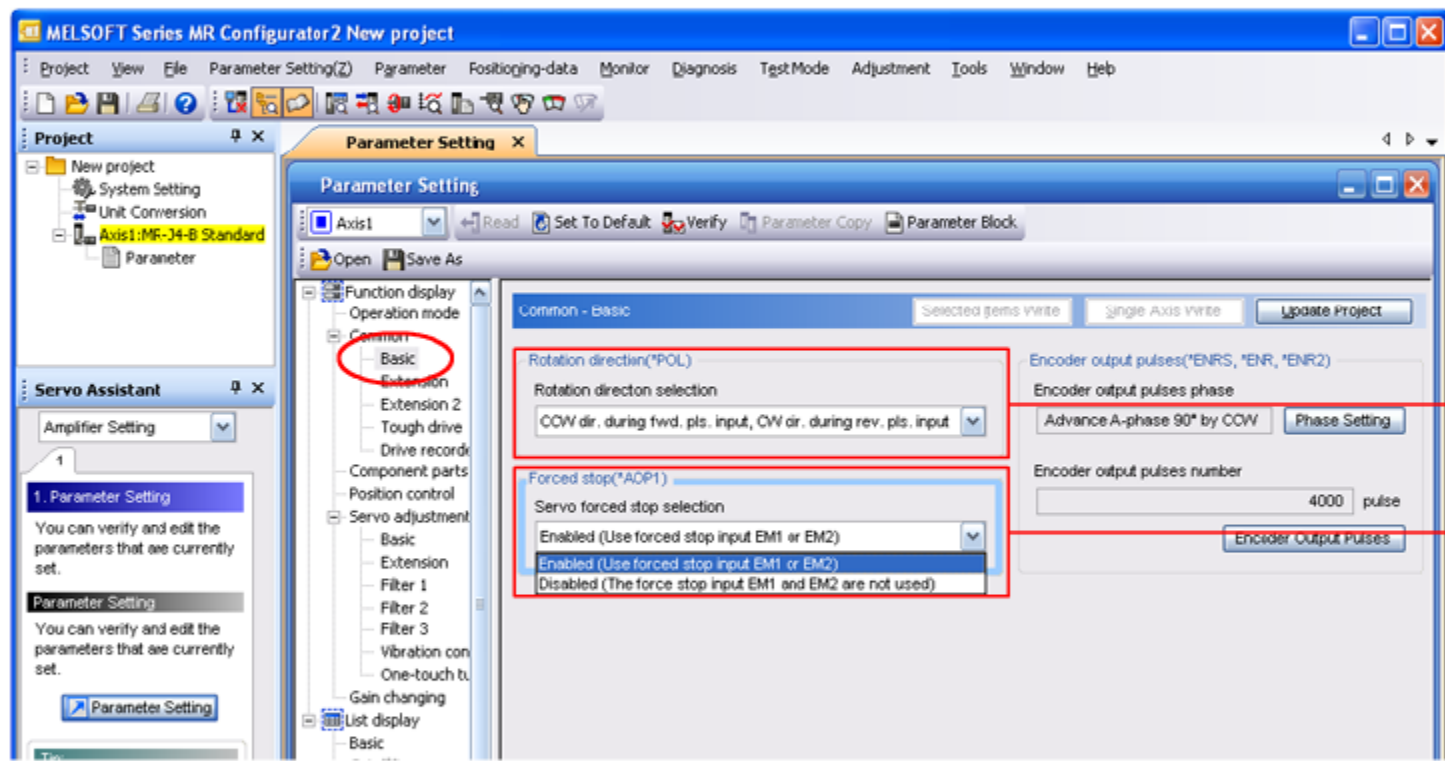 MELSOFT Series MR Configurator2 New project
Project View File Parameter Setting(Z) Parameter Positioning-data Monitor Diagnosis Test Mode Adjustment Tools Window Help
Project
Parameter Setting
New project
System Setting
Unit Conversion
Axis1:MR-J4-B Standard
Parameter
Servo Assistant
Amplifier Setting
1
1. Parameter Setting
You can verify and edit the
parameters that are currently
set.
Parameter Setting
You can verify and edit the
parameters that are currently
set.
Parameter Setting
Parameter Setting
Axis1 Read Set To Default Verify Parameter Copy Parameter Block
Open Save As
Function display
Operation mode
Common
Basic
Extension
Extension 2
Tough drive
Drive recorde
Component parts
Position control
Servo adjustment
Basic
Extension
Filter 1
Filter 2
Filter 3
Vibration con
One-touch tu
Gain changing
List display
Basic
Common - Basic Selected Items Write Single Axis Write Update Project
Rotation direction(*POL)
Rotation directon selection
CCW dir. during fwd. pls. input, CW dir. during rev. pls. input
Forced stop(*AOP1)
Servo forced stop selection
Enabled (Use forced stop input EM1 or EM2)
Enabled (Use forced stop input EM1 or EM2)
Disabled (The force stop input EM1 and EM2 are not used)
Encoder output pulses(*ENRS, *ENR, *ENR2)
Encoder output pulses phase
Advance A-phase 90° by CCW Phase Setting
Encoder output pulses number
4000 pulse
Encoder Output Pulses